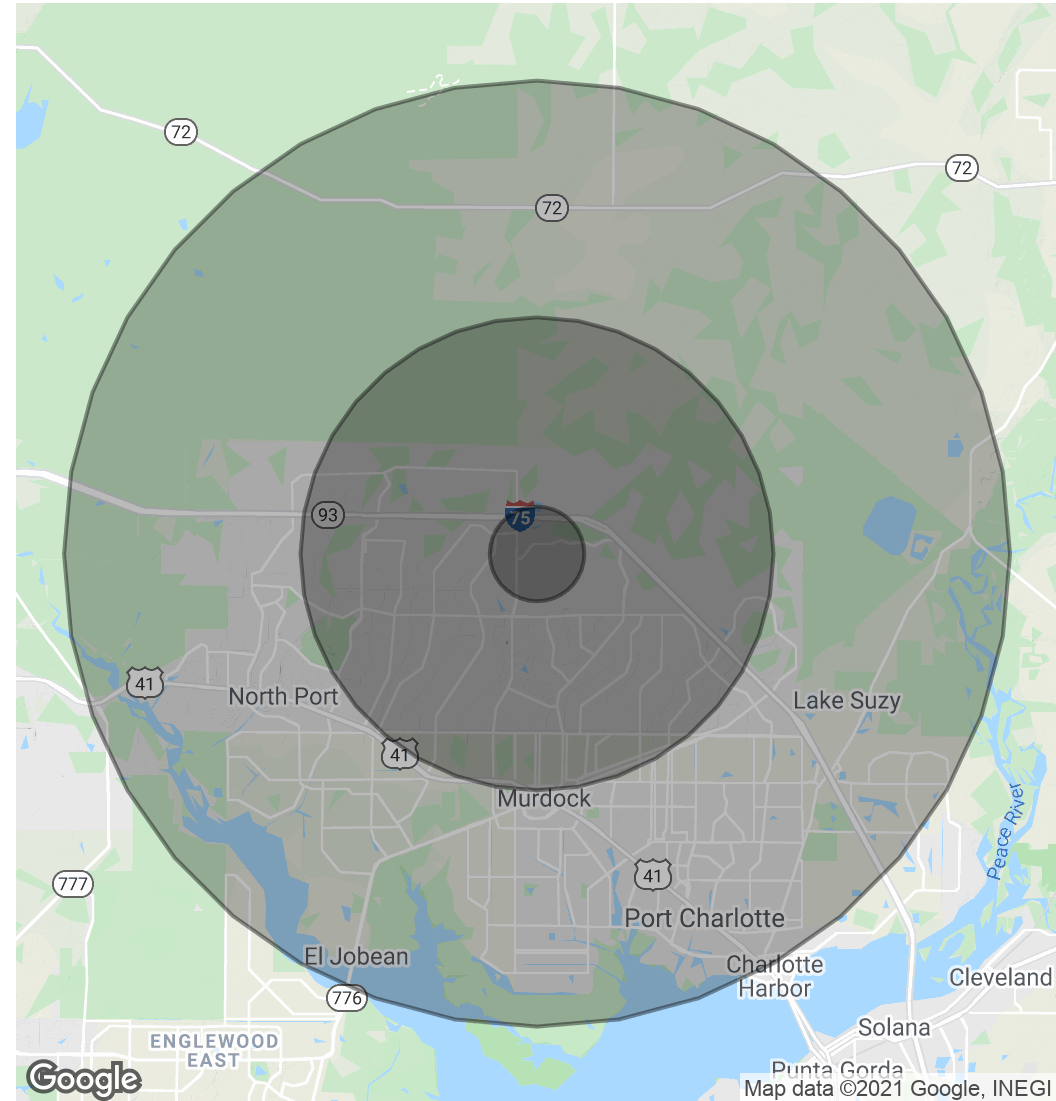 72
72
72
93
75
41
North Port
Lake Suzy
41
Murdock
Peace River
777
41
Port Charlotte
El Jobean
Charlotte
Harbor
Cleveland
776
Solana
ENGLEWOOD
EAST
Punta Gorda
Google
Map data ©2021 Google, INEGI